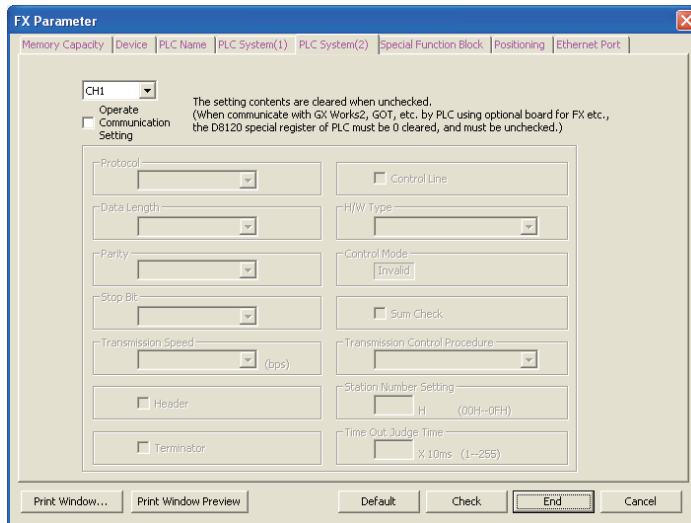 FX Parameter
Memory Capacity Device PLC Name PLC System(1) PLC System(2) Special Function Block Positioning Ethernet Port
CH1
Operate
Communication
Setting
The setting contents are cleared when unchecked.
(When communicate with GX Works2, GOT, etc. by PLC using optional board for FX etc.,
the D8120 special register of PLC must be 0 cleared, and must be unchecked.)
Protocol
Control Line
Data Length
H/W Type
Parity
Control Mode
Invalid
Stop Bit
Sum Check
Transmission Speed
(bps)
Transmission Control Procedure
Header
Station Number Setting
H (00H--0FH)
Terminator
Time Out Judge Time
X 10ms (1--255)
Print Window... Print Window Preview Default Check End Cancel